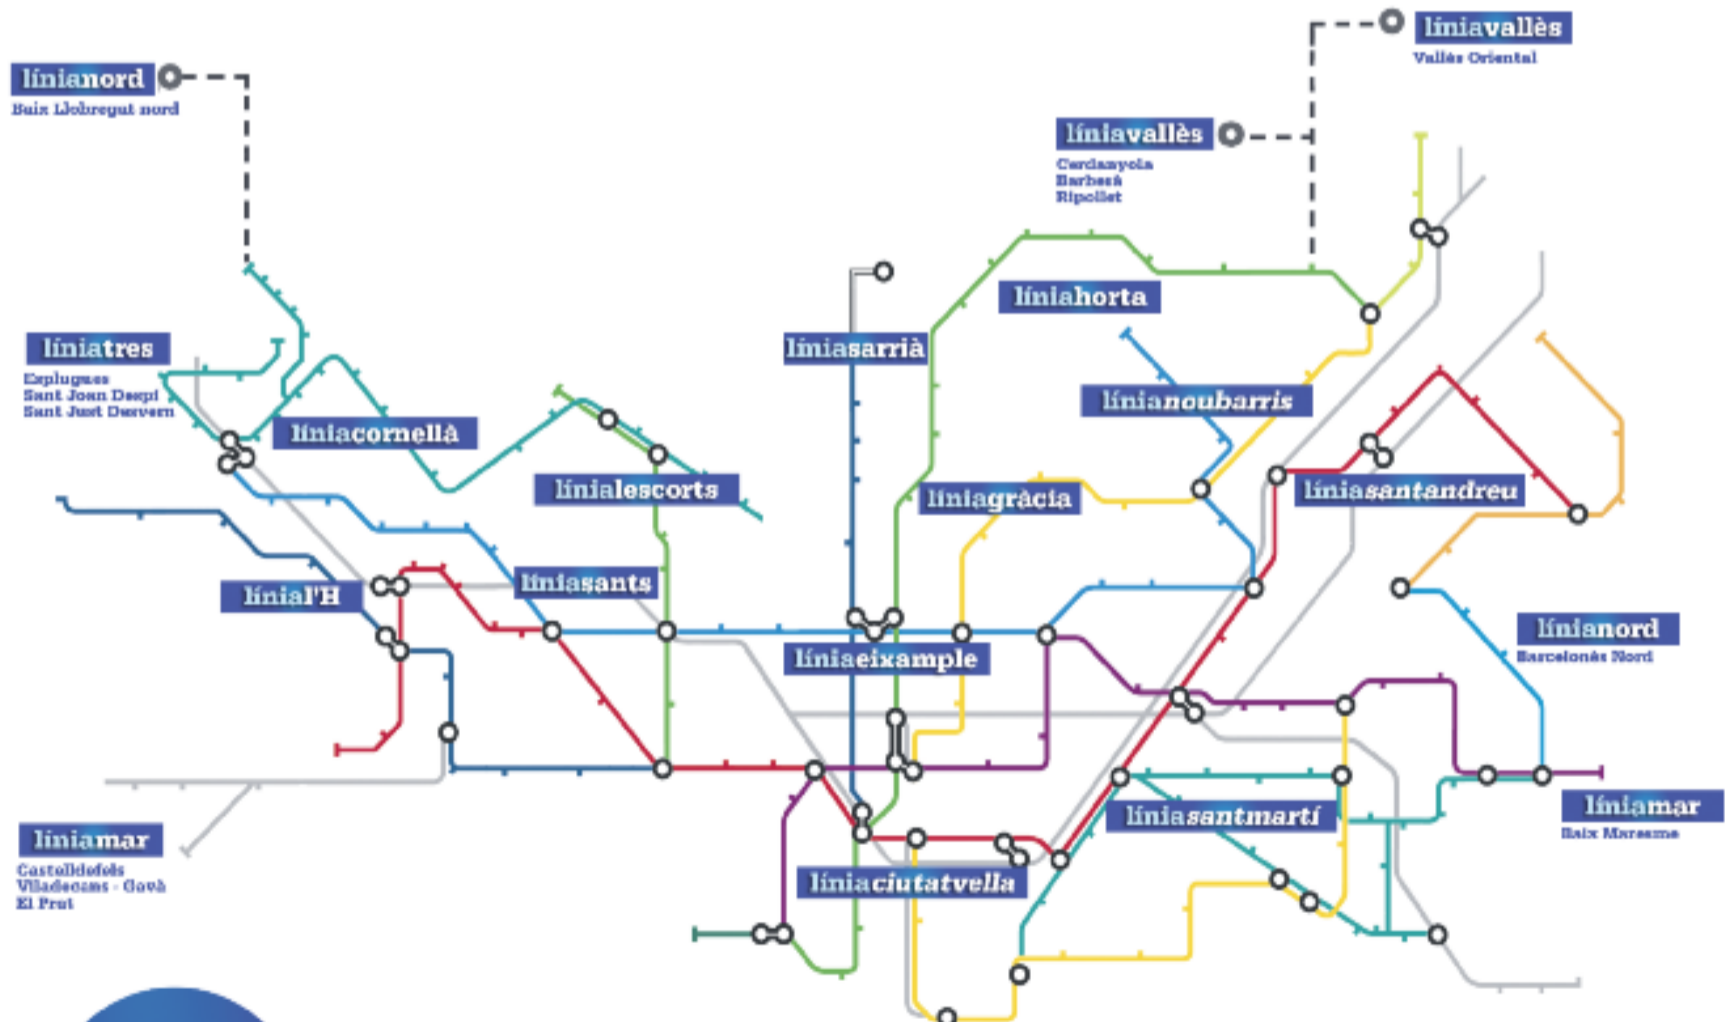 líniavallès
Vallès Oriental
línianord
Baix Llobregat nord
líniavallès
Cerdanyola
Barberà
Ripollet
líniahorta
líniatres
Esplugues
Sant Joan Despí
Sant Just Desvern
líniasarrià
línianoubarris
líniacornellà
línialescorts
líniagràcia
líniasantandreu
línial'H
líniasants
línianord
Barcelonès Nord
líniaeixample
líniamar
Baix Maresme
líniasantmartí
líniamar
Castelldefels
Viladecans - Gavà
El Prat
líniaciutatvella